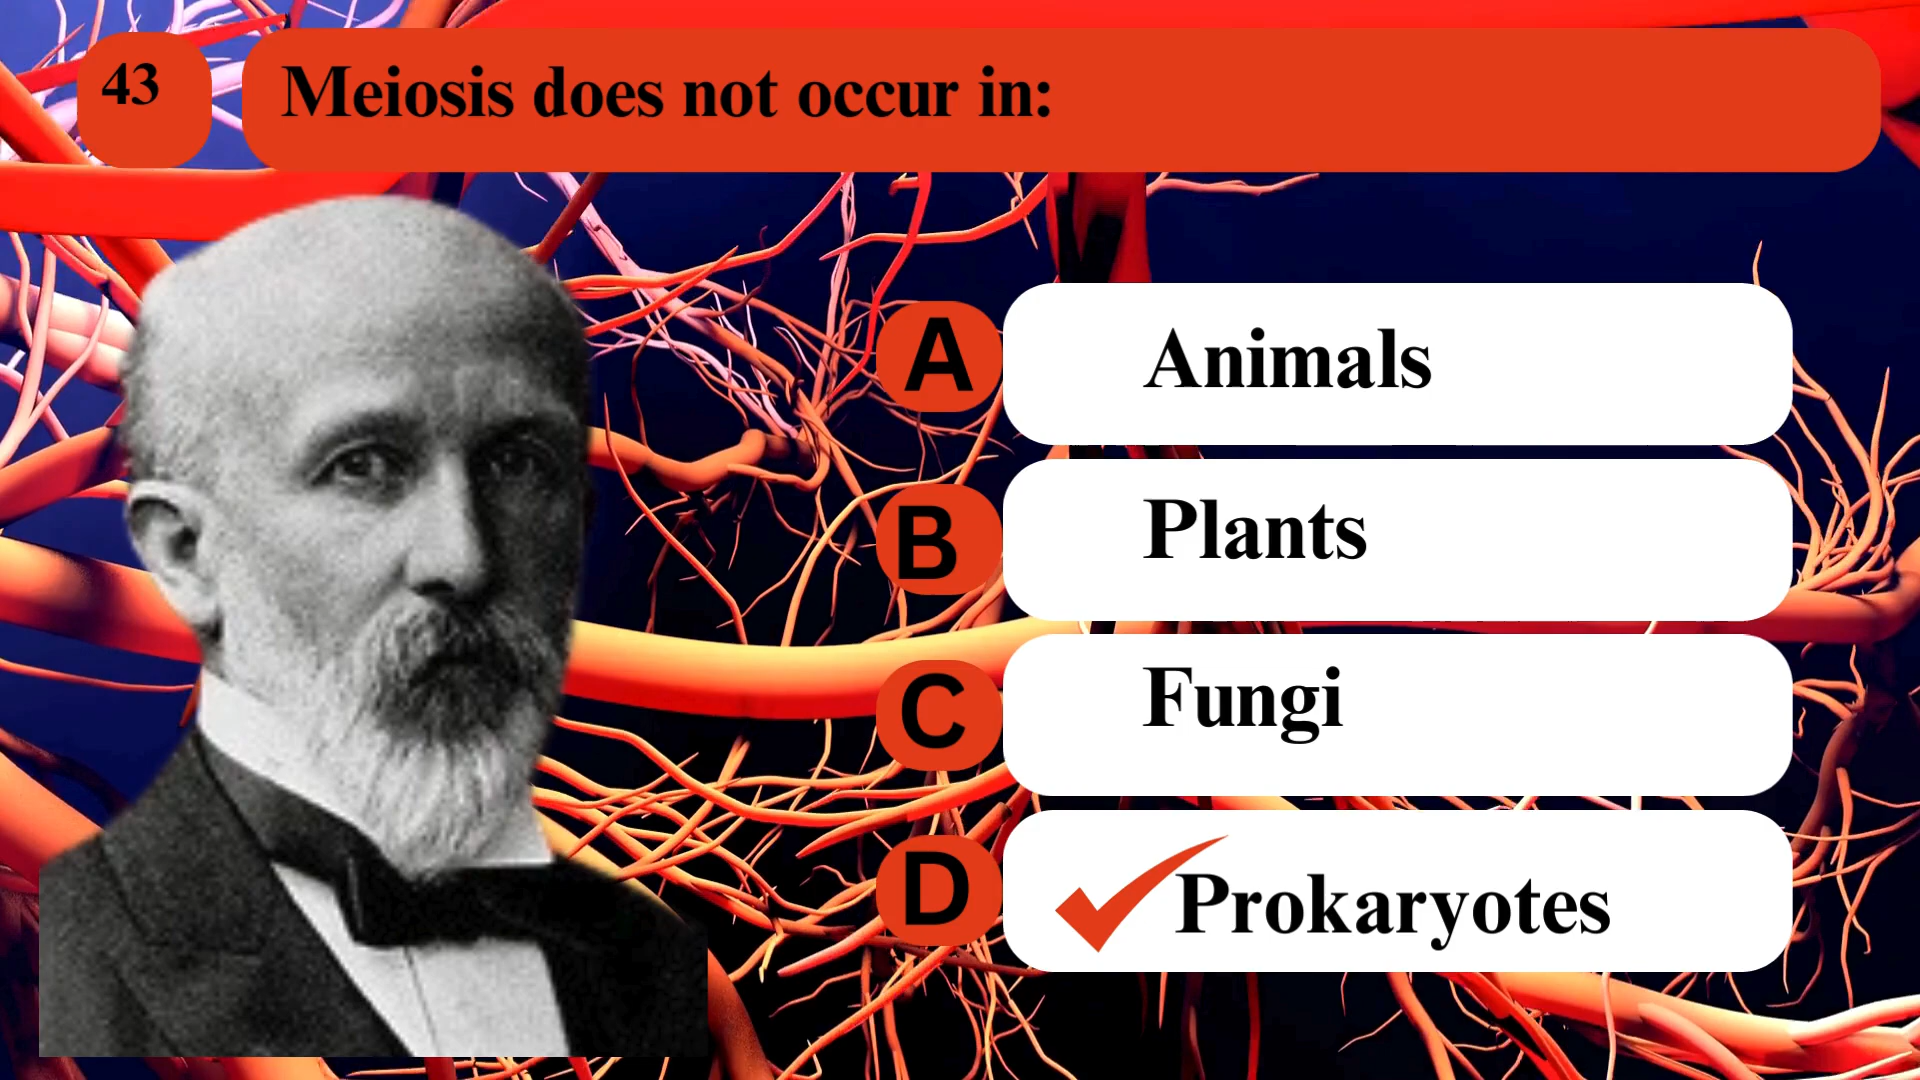 43
Meiosis does not occur in:
A
Animals
B
Plants
C
Fungi
D
Prokaryotes